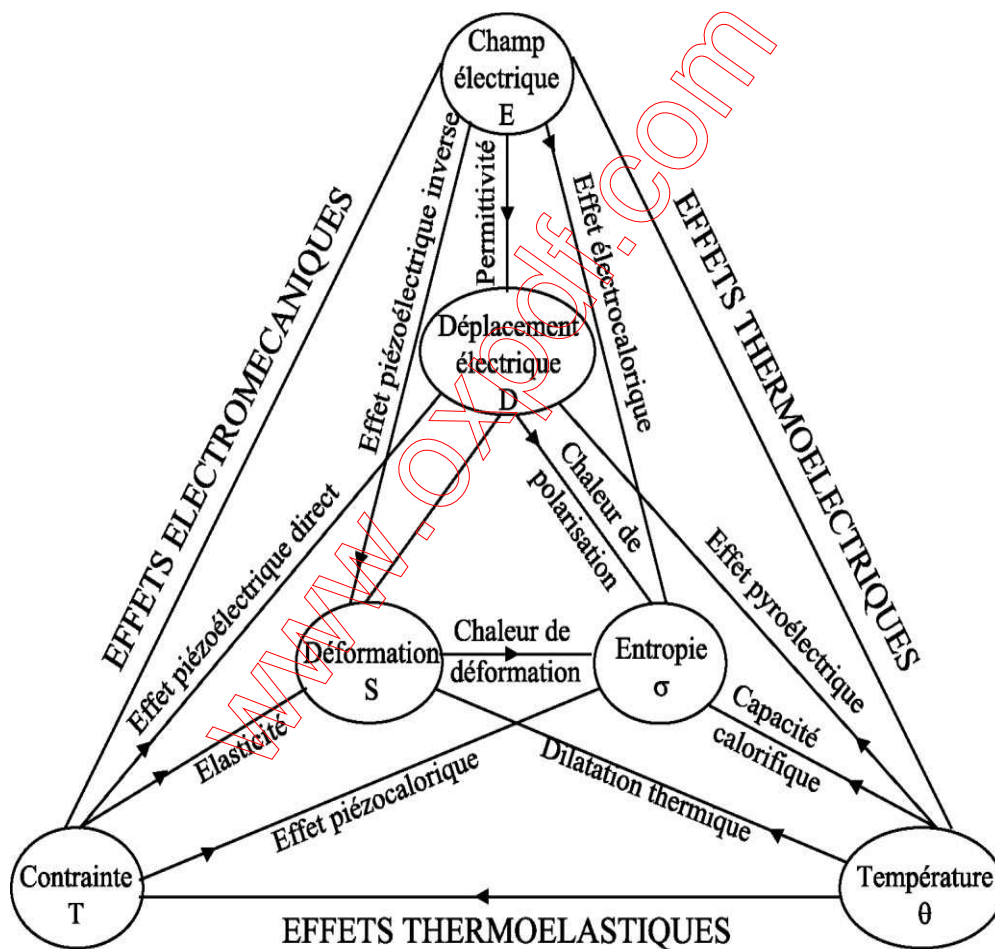 Champ
électrique
E
EFFETS ELECTROMECANIQUES
Effet piézoélectrique inverse
Permittivité
Effet électrocalorique
EFFETS THERMOELECTRIQUES
Déplacement
électrique
D
Effet piézoélectrique direct
Chaleur de
polarisation
Effet pyroélectrique
Déformation
S
Chaleur de
déformation
Entropie
σ
Elasticité
Effet piézocalorique
Dilatation thermique
Capacité
calorifique
Contrainte
T
Température
θ
EFFETS THERMOELASTIQUES
www.oxpdf.com